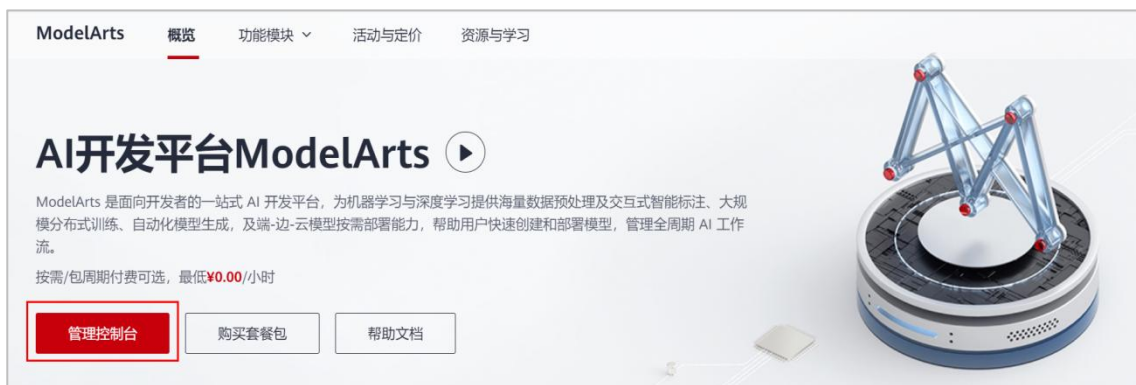 ModelArts 概览 功能模块 活动与定价 资源与学习
AI开发平台ModelArts
ModelArts 是面向开发者的一站式 AI 开发平台，为机器学习与深度学习提供海量数据预处理及交互式智能标注、大规
模分布式训练、自动化模型生成，及端-边-云模型按需部署能力，帮助用户快速创建和部署模型，管理全周期 AI 工作
流。
按需/包周期付费可选，最低¥0.00/小时
管理控制台 购买套餐包 帮助文档